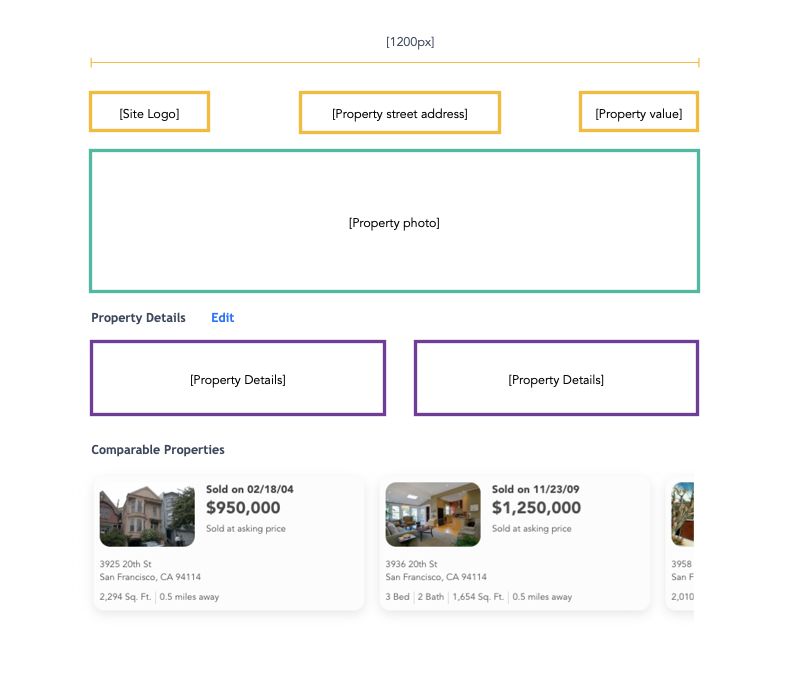 [1200px]
[Site Logo]
[Property street address]
[Property value]
[Property photo]
Property Details Edit
[Property Details]
[Property Details]
Comparable Properties
Sold on 02/18/04
$950,000
Sold at asking price
3925 20th St
San Francisco, CA 94114
2,294 Sq. Ft. | 0.5 miles away
Sold on 11/23/09
$1,250,000
Sold at asking price
3936 20th St
San Francisco, CA 94114
3 Bed | 2 Bath | 1,654 Sq. Ft. | 0.5 miles away
3958
San F
2,010